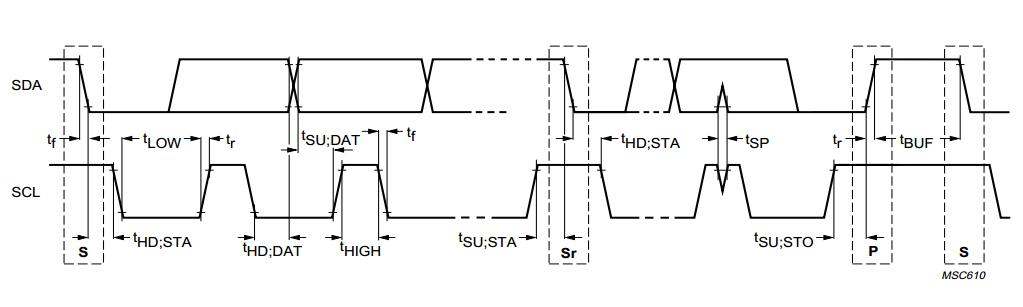 SDA
tf tLOW tr tSU;DAT tf tHD;STA tSP tr tBUF
SCL
tHD;STA tHD;DAT tHIGH tSU;STA tSU;STO
S Sr P S
MSC610